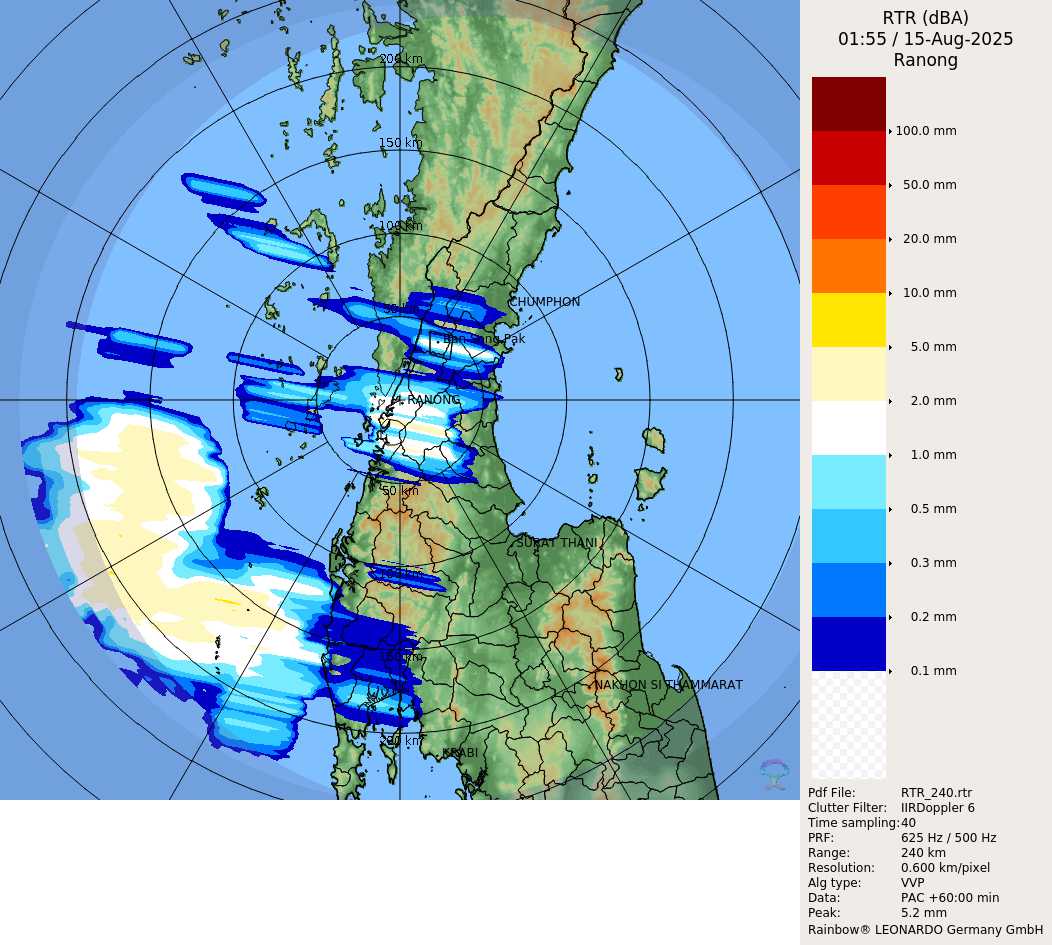 RTR (dBA)
01:55 / 15-Aug-2025
Ranong
100.0 mm
50.0 mm
20.0 mm
10.0 mm
5.0 mm
2.0 mm
1.0 mm
0.5 mm
0.3 mm
0.2 mm
0.1 mm
Pdf File: RTR_240.rtr
Clutter Filter: IIRDoppler 6
Time sampling:40
PRF: 625 Hz / 500 Hz
Range: 240 km
Resolution: 0.600 km/pixel
Alg type: VVP
Data: PAC +60:00 min
Peak: 5.2 mm
Rainbow® LEONARDO Germany GmbH
200 km
150 km
100 km
CHUMPHON
50 km
RANONG
50 km
SURAT THANI
100 km
150 km
NAKHON SI THAMMARAT
200 km
KRABI